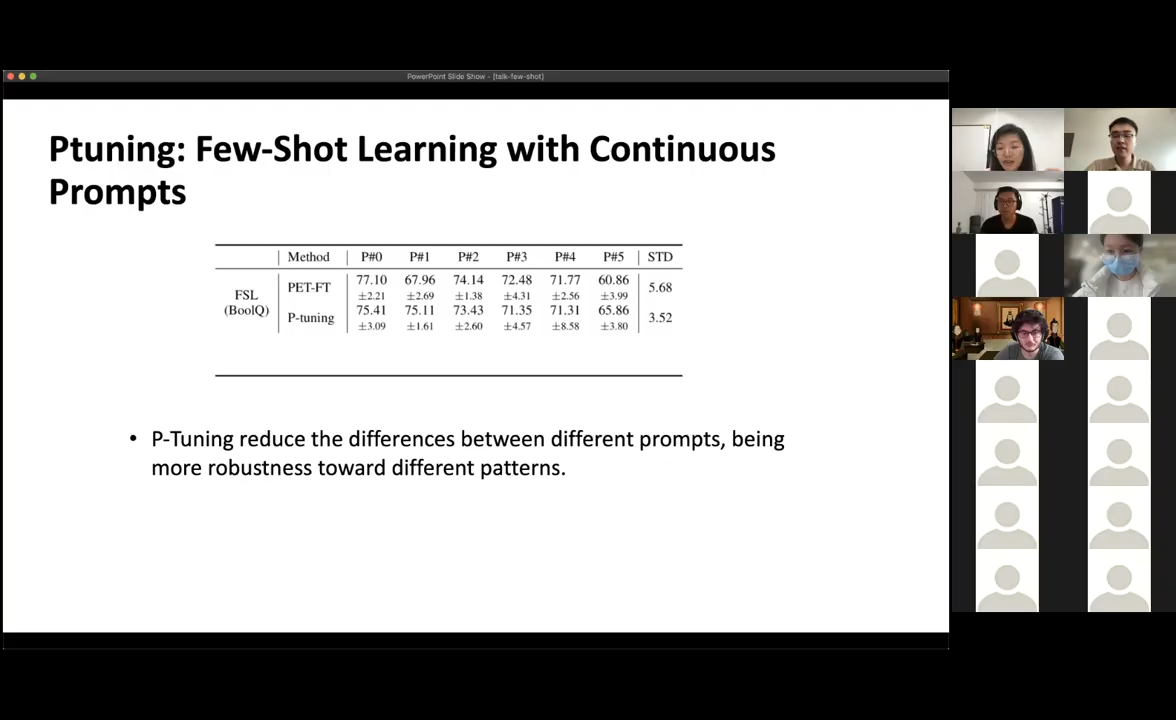 PowerPoint Slide Show - [talk-few-shot]
Ptuning: Few-Shot Learning with Continuous
Prompts
Method P#0 P#1 P#2 P#3 P#4 P#5 STD
FSL (BoolQ) PET-FT 77.10 67.96 74.14 72.48 71.77 60.86 5.68
±2.21 ±2.69 ±1.38 ±4.31 ±2.56 ±3.99
P-tuning 75.41 75.11 73.43 71.35 71.31 65.86 3.52
±3.09 ±1.61 ±2.60 ±4.57 ±8.58 ±3.80
• P-Tuning reduce the differences between different prompts, being
more robustness toward different patterns.